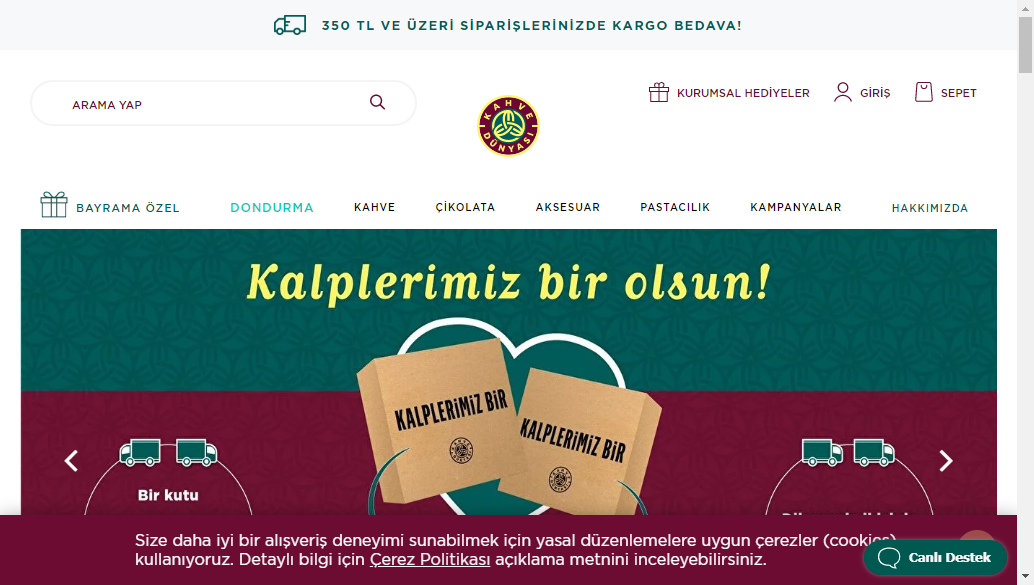 350 TL VE ÜZERİ SİPARİŞLERİNİZDE KARGO BEDAVA!
ARAMA YAP
KAHVE DÜNYASI
KURUMSAL HEDİYELER
GİRİŞ
SEPET
BAYRAMA ÖZEL
DONDURMA
KAHVE
ÇİKOLATA
AKSESUAR
PASTACILIK
KAMPANYALAR
HAKKIMIZDA
Kalplerimiz bir olsun!
KALPLERİMİZ BİR
KALPLERİMİZ BİR
Bir kutu
Size daha iyi bir alışveriş deneyimi sunabilmek için yasal düzenlemelere uygun çerezler (cookies)
kullanıyoruz. Detaylı bilgi için Çerez Politikası açıklama metnini inceleyebilirsiniz.
Canlı Destek